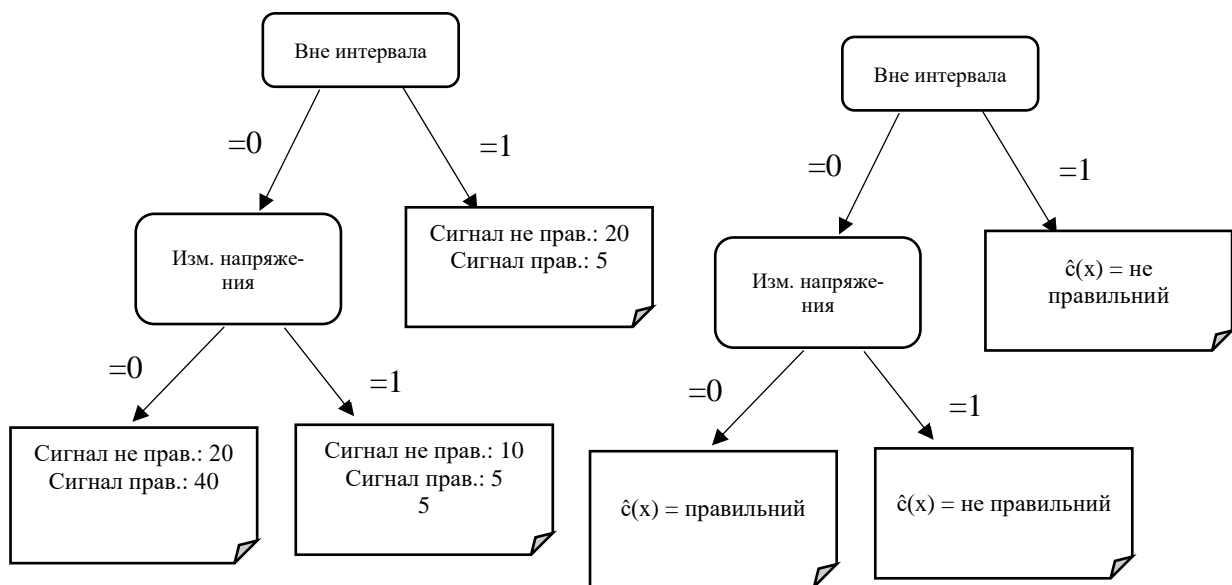 Вне интервала
=0
=1
Изм. напряже-
ния
Сигнал не прав.: 20
Сигнал прав.: 5
=0
=1
Сигнал не прав.: 20
Сигнал прав.: 40
Сигнал не прав.: 10
Сигнал прав.: 5
5
Вне интервала
=0
=1
Изм. напряже-
ния
ĉ(x) = не
правильний
=0
=1
ĉ(x) = правильний
ĉ(x) = не правильний